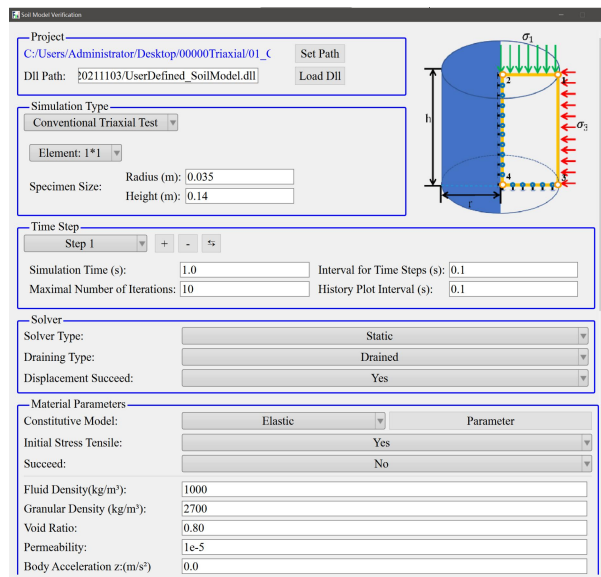 Soil Model Verification
Project
C:/Users/Administrator/Desktop/00000Triaxial/01_C
Set Path
Dll Path:
20211103/UserDefined_SoilModel.dll
Load Dll
Simulation Type
Conventional Triaxial Test
Element: 1*1
Specimen Size:
Radius (m):
0.035
Height (m):
0.14
σ1
2
1
h
σ3
4
3
r
Time Step
Step 1
+
-
⇆
Simulation Time (s):
1.0
Interval for Time Steps (s):
0.1
Maximal Number of Iterations:
10
History Plot Interval (s):
0.1
Solver
Solver Type:
Static
Draining Type:
Drained
Displacement Succeed:
Yes
Material Parameters
Constitutive Model:
Elastic
Parameter
Initial Stress Tensile:
Yes
Succeed:
No
Fluid Density(kg/m³):
1000
Granular Density (kg/m³):
2700
Void Ratio:
0.80
Permeability:
1e-5
Body Acceleration z:(m/s²)
0.0